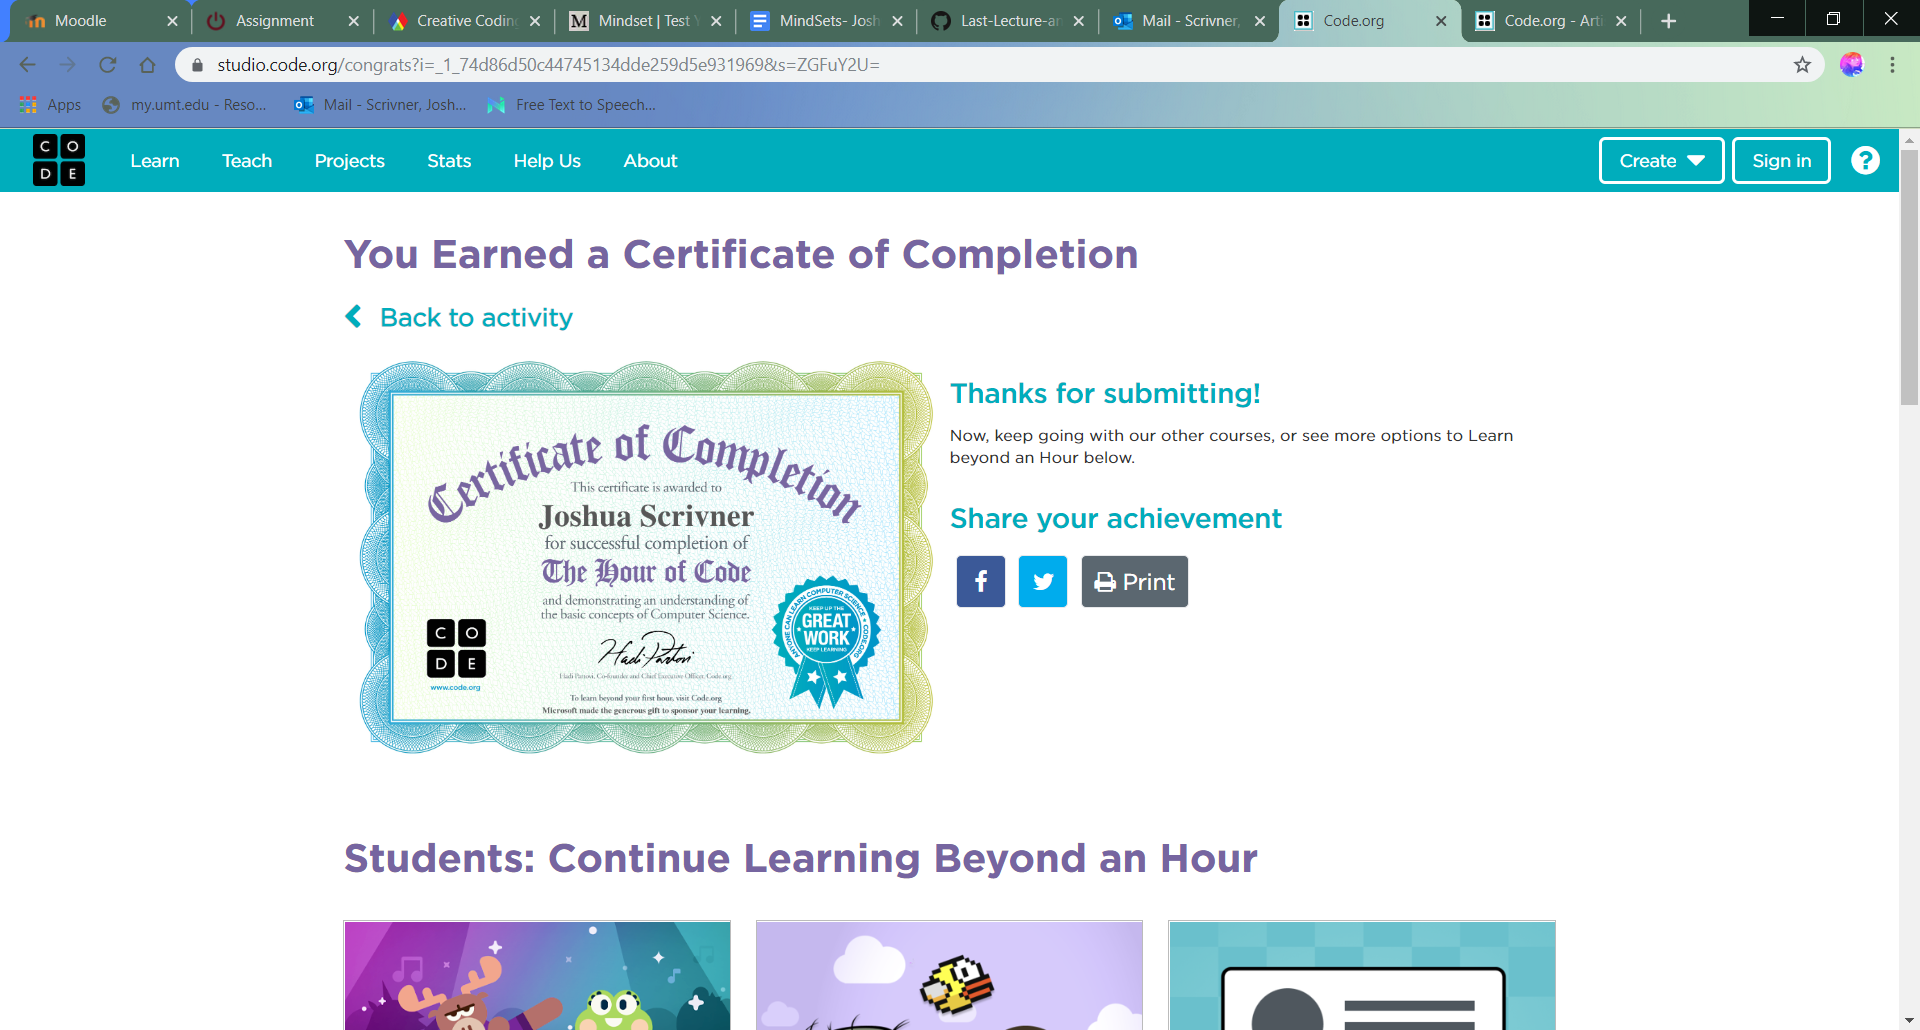 Moodle
Assignment
Creative Coding
Mindset | Test Y
MindSets- Josh
Last-Lecture-an
Mail - Scrivner,
Code.org
Code.org - Arti
studio.code.org/congrats?i=_1_74d86d50c44745134dde259d5e931969&s=ZGFuY2U=
Apps
my.umt.edu - Reso...
Mail - Scrivner, Josh...
Free Text to Speech...
C O
D E
Learn
Teach
Projects
Stats
Help Us
About
Create
Sign in
?
You Earned a Certificate of Completion
Back to activity
Certificate of Completion
This certificate is awarded to
Joshua Scrivner
for successful completion of
The Hour of Code
and demonstrating an understanding of
the basic concepts of Computer Science.
Hadi Partovi
Hadi Partovi, Co-founder and Chief Executive Officer, Code.org
To learn beyond your first hour, visit Code.org
Microsoft made the generous gift to sponsor your learning.
C O
D E
www.code.org
ANYONE CAN LEARN COMPUTER SCIENCE • CODE.ORG
KEEP UP THE
GREAT
WORK
KEEP LEARNING
Thanks for submitting!
Now, keep going with our other courses, or see more options to Learn
beyond an Hour below.
Share your achievement
Print
Students: Continue Learning Beyond an Hour